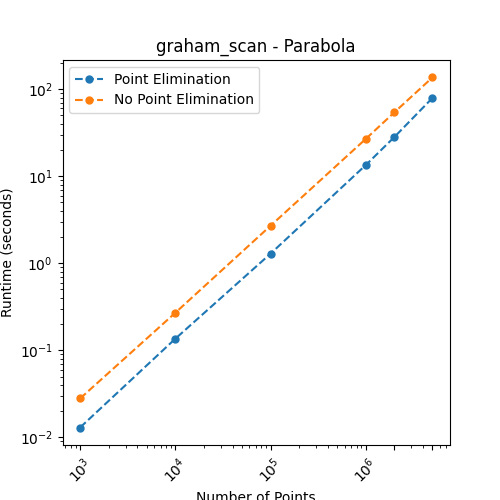 graham_scan - Parabola
Point Elimination
No Point Elimination
Runtime (seconds)
10²
10¹
10⁰
10⁻¹
10⁻²
10³
10⁴
10⁵
10⁶
Number of Points